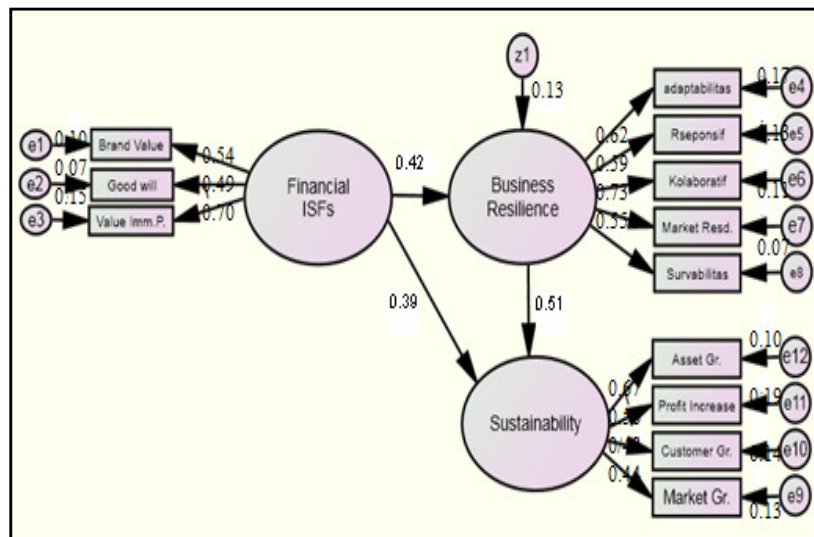 z1
0.13
adaptabilitas
0.17
e4
0.62
Rseponsif
e5
0.59
Kolaboratif
e6
0.73
Market Resd.
e7
0.55
0.07
Survabilitas
e8
e1
0.10
Brand Value
0.54
e2
0.07
Good will
0.49
e3
0.15
Value Imm.P.
0.70
Financial
ISFs
0.42
Business
Resilience
0.39
0.51
Sustainability
0.67
Asset Gr.
0.10
e12
Profit Increase
0.19
e11
Customer Gr.
0.14
e10
0.44
Market Gr.
0.13
e9